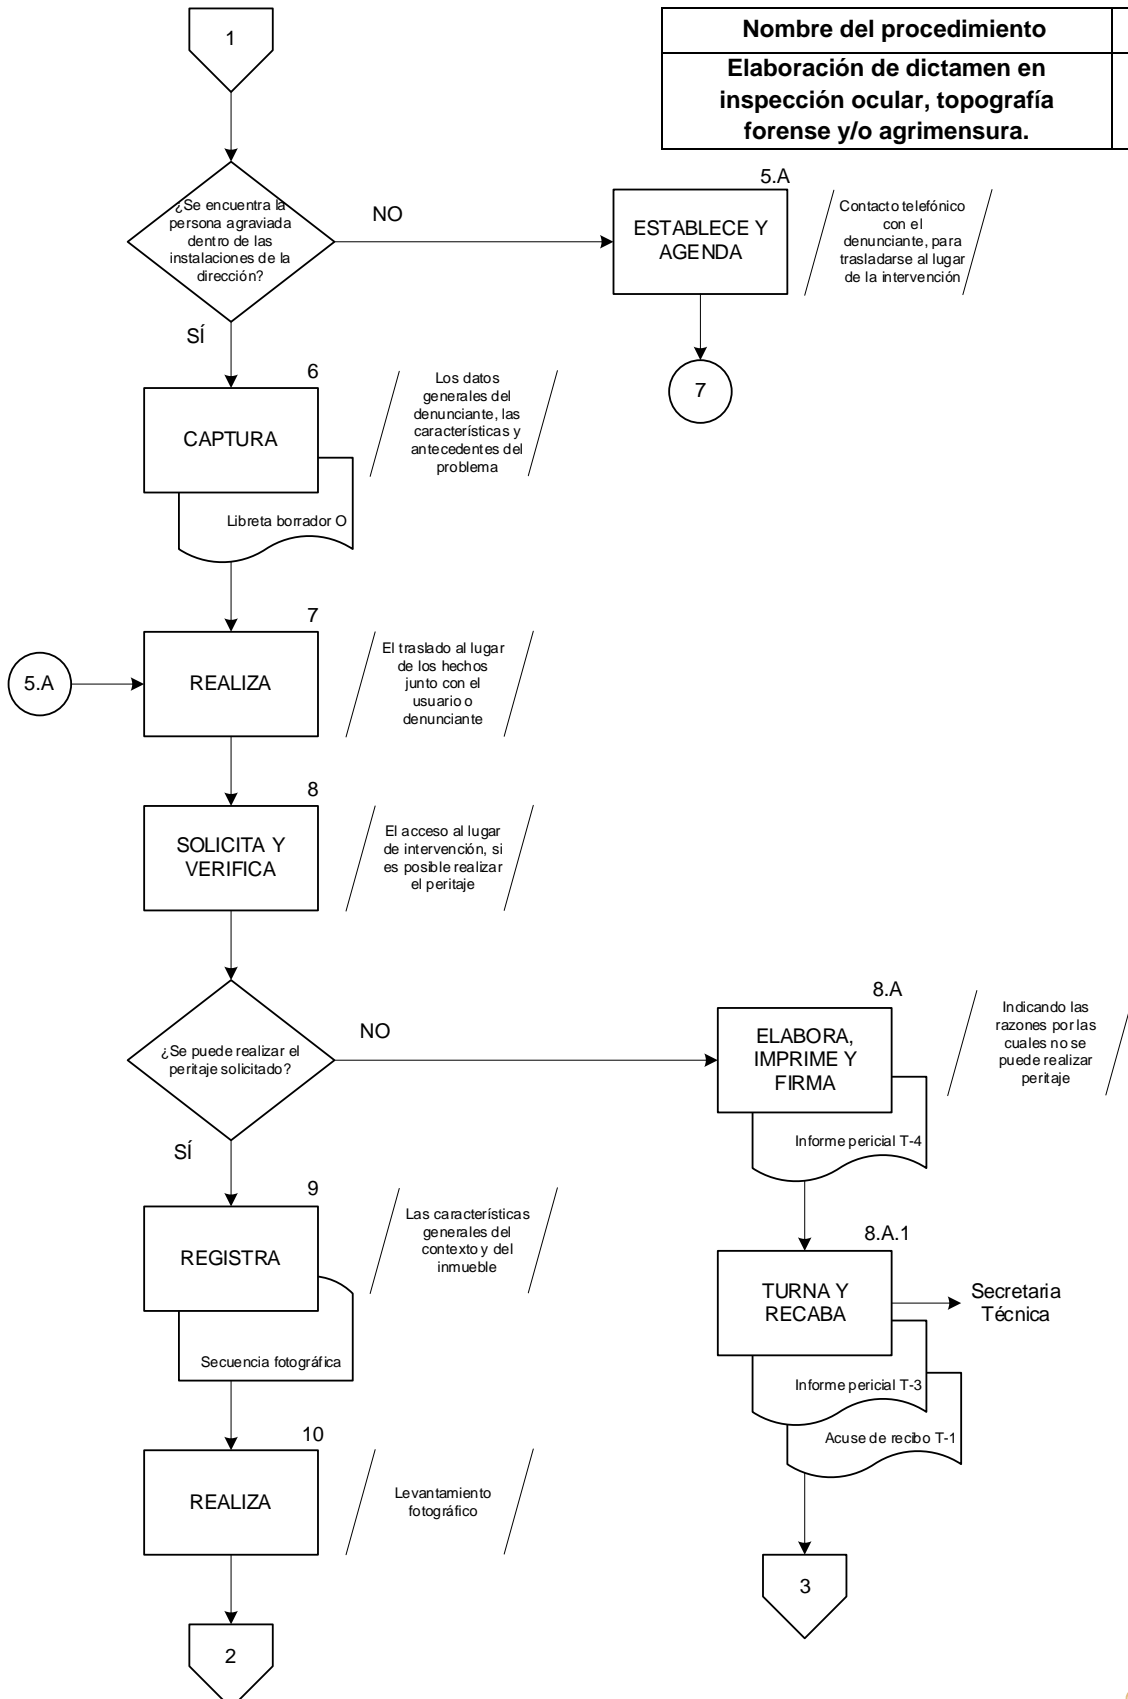 1
Nombre del procedimiento
Elaboración de dictamen en
inspección ocular, topografía
forense y/o agrimensura.
¿Se encuentra la
persona agraviada
dentro de las
instalaciones de la
dirección?
NO
SÍ
5.A
ESTABLECE Y
AGENDA
Contacto telefónico
con el
denunciante, para
trasladarse al lugar
de la intervención
7
6
CAPTURA
Libreta borrador O
Los datos
generales del
denunciante, las
características y
antecedentes del
problema
5.A
7
REALIZA
El traslado al lugar
de los hechos
junto con el
usuario o
denunciante
8
SOLICITA Y
VERIFICA
El acceso al lugar
de intervención, si
es posible realizar
el peritaje
¿Se puede realizar el
peritaje solicitado?
NO
SÍ
8.A
ELABORA,
IMPRIME Y
FIRMA
Informe pericial T-4
Indicando las
razones por las
cuales no se
puede realizar
peritaje
9
REGISTRA
Secuencia fotográfica
Las características
generales del
contexto y del
inmueble
8.A.1
TURNA Y
RECABA
Secretaria
Técnica
Informe pericial T-3
Acuse de recibo T-1
10
REALIZA
Levantamiento
fotográfico
3
2